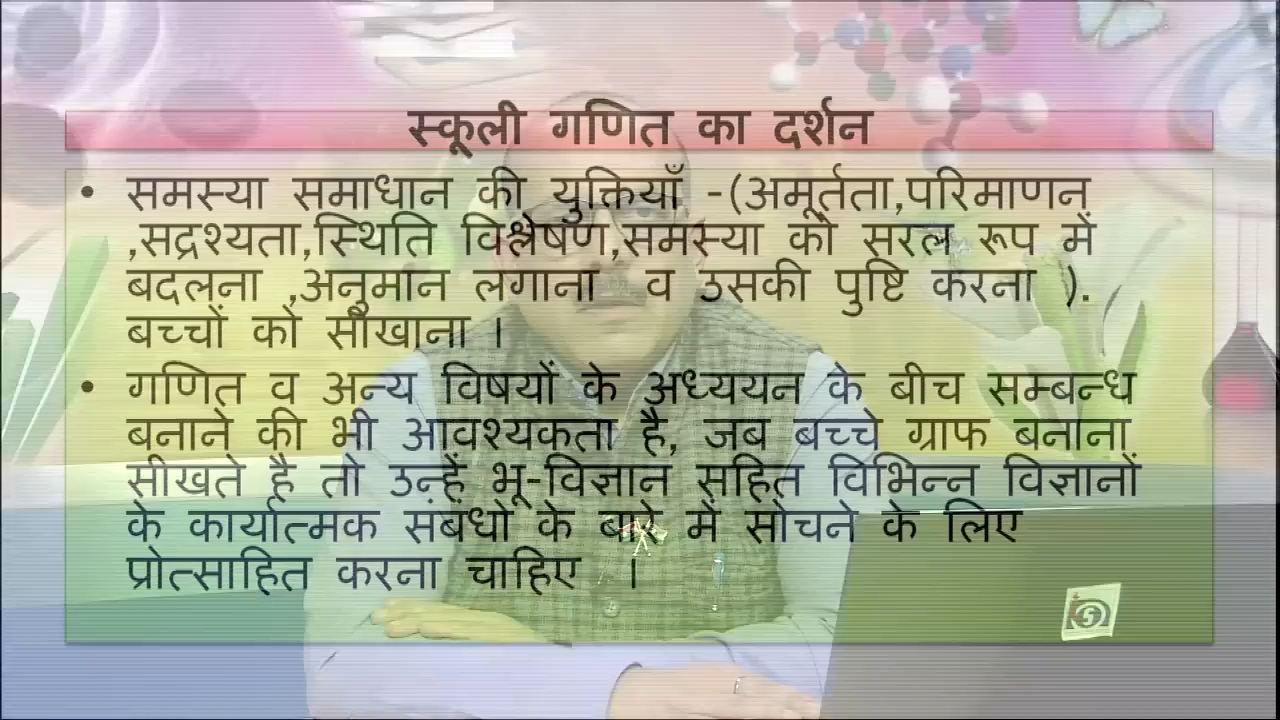 स्कूली गणित का दर्शन
• समस्या समाधान की युक्तियाँ -(अमूर्तता,परिमाणन
,सद्रश्यता,स्थिति विश्लेषण,समस्या को सरल रूप में
बदलना ,अनुमान लगाना व उसकी पुष्टि करना ).
बच्चों को सीखाना ।
• गणित व अन्य विषयों के अध्ययन के बीच सम्बन्ध
बनाने की भी आवश्यकता है, जब बच्चे ग्राफ बनाना
सीखते है तो उन्हें भू-विज्ञान सहित विभिन्न विज्ञानों
के कार्यात्मक संबंधो के बारे में सोचने के लिए
प्रोत्साहित करना चाहिए ।